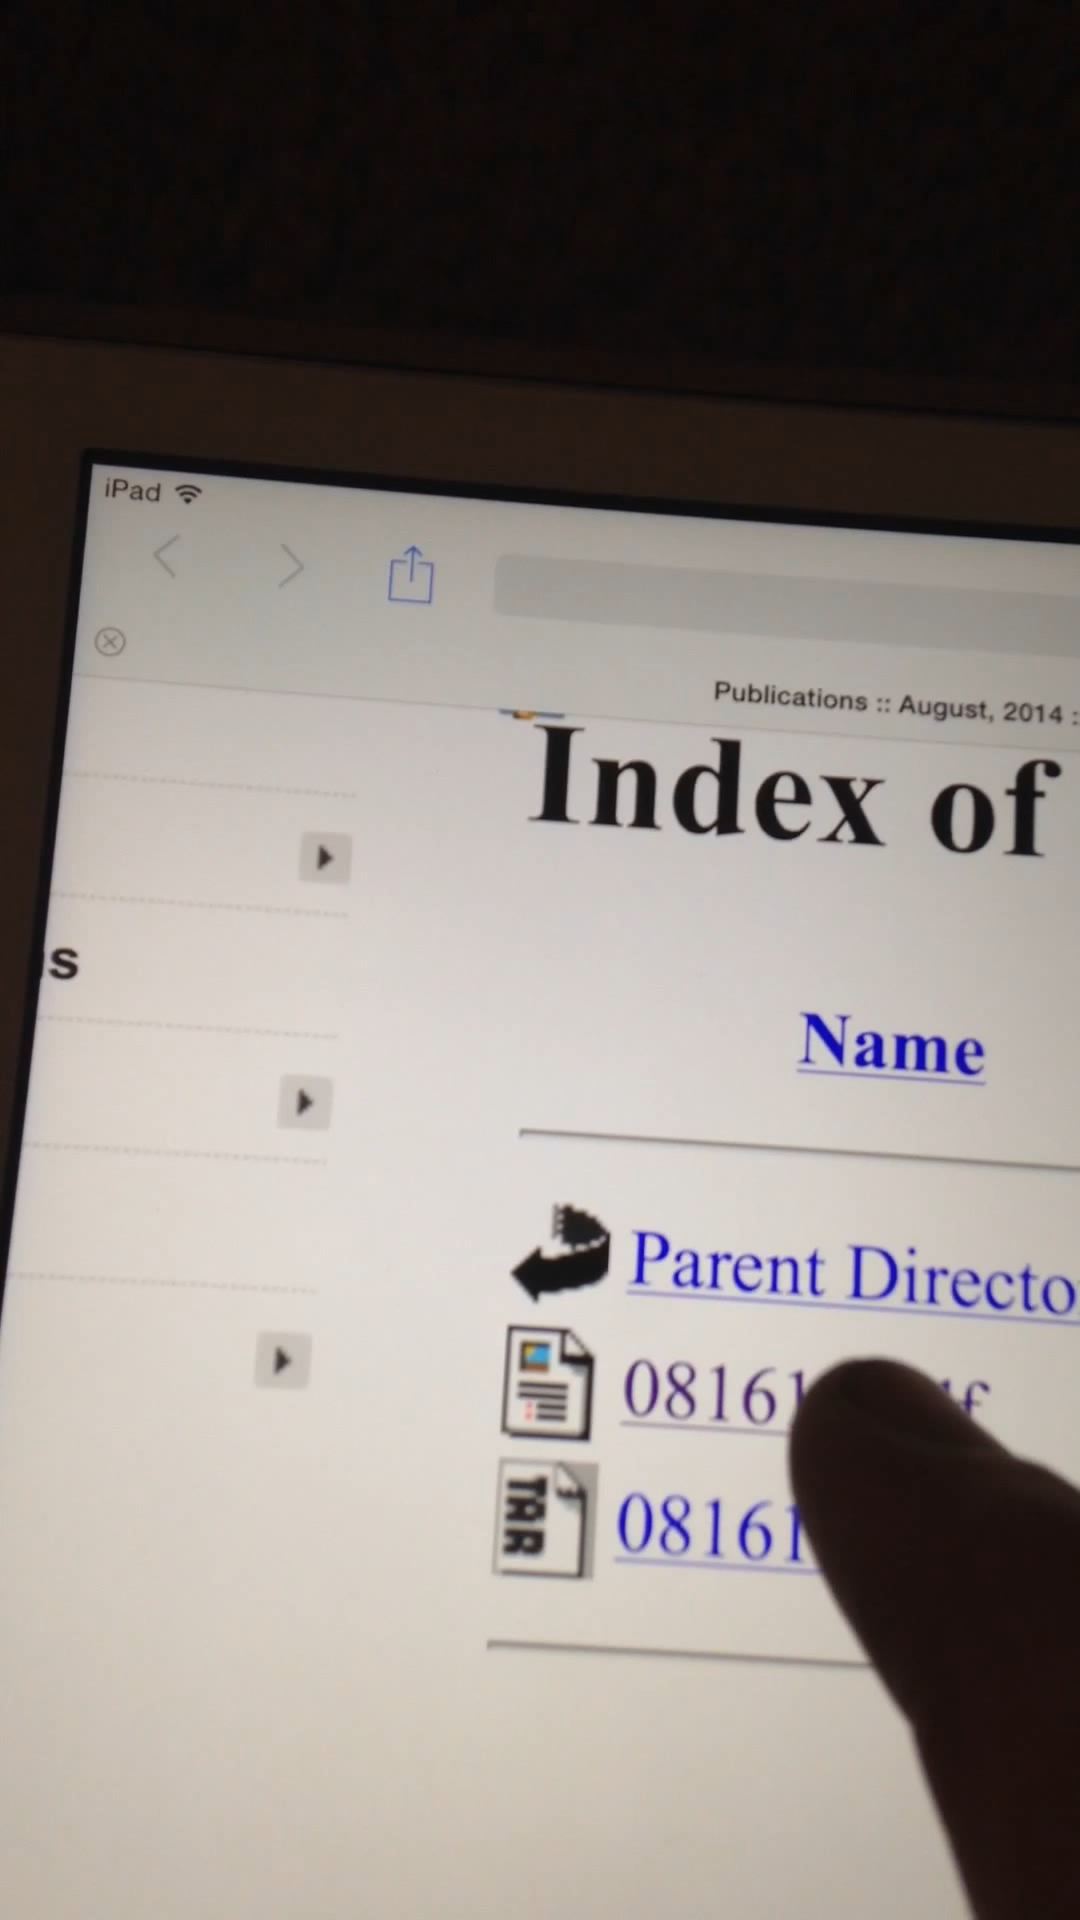 iPad
Publications :: August, 2014 :
Index of
s
Name
Parent Directo
08161
TAR
08161